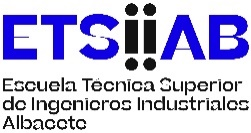 ETSiiAB
Escuela Técnica Superior
de Ingenieros Industriales
Albacete